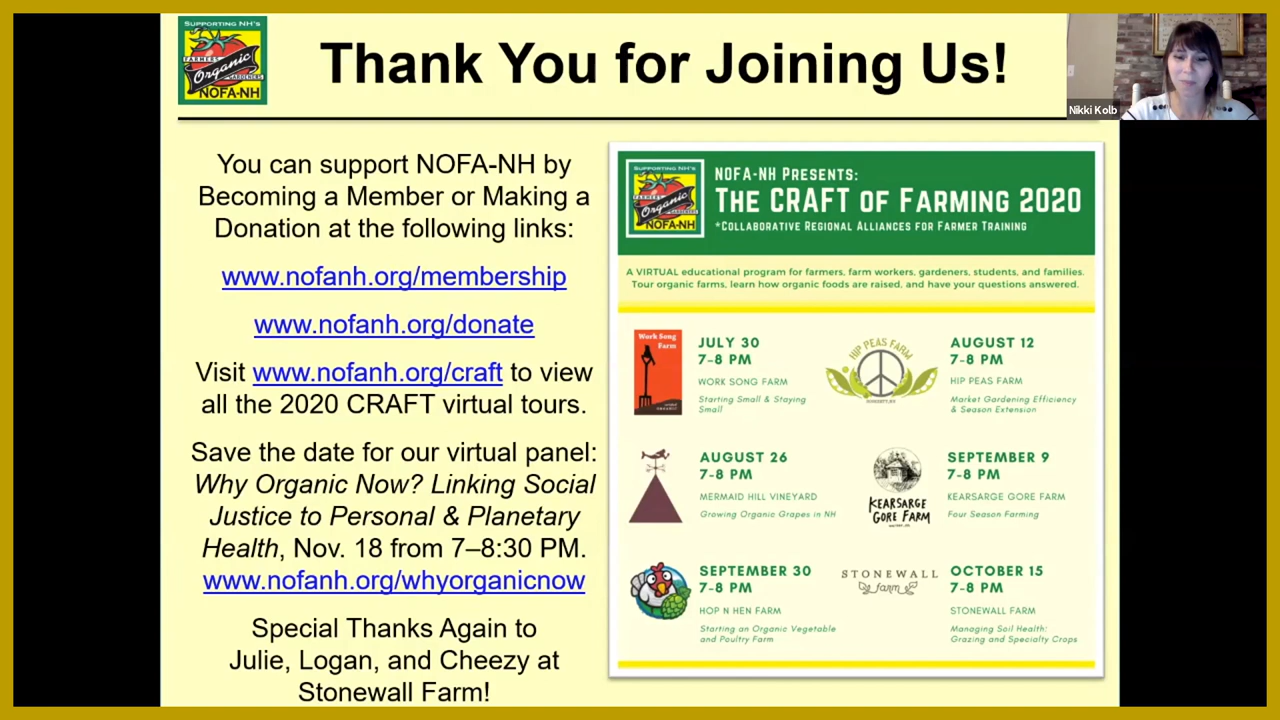 SUPPORTING NH'S
FARMERS
Organic
GARDENERS
NOFA-NH
Thank You for Joining Us!
Nikki Kolb
You can support NOFA-NH by
Becoming a Member or Making a
Donation at the following links:
www.nofanh.org/membership
www.nofanh.org/donate
Visit www.nofanh.org/craft to view
all the 2020 CRAFT virtual tours.
Save the date for our virtual panel:
Why Organic Now? Linking Social
Justice to Personal & Planetary
Health, Nov. 18 from 7–8:30 PM.
www.nofanh.org/whyorganicnow
Special Thanks Again to
Julie, Logan, and Cheezy at
Stonewall Farm!
SUPPORTING NH'S
FARMERS
Organic
GARDENERS
NOFA-NH
NOFA-NH PRESENTS:
THE CRAFT OF FARMING 2020
*COLLABORATIVE REGIONAL ALLIANCES FOR FARMER TRAINING
A VIRTUAL educational program for farmers, farm workers, gardeners, students, and families.
Tour organic farms, learn how organic foods are raised, and have your questions answered.
Work Song
Farm
JULY 30
7-8 PM
WORK SONG FARM
Starting Small & Staying
Small
HIP PEAS FARM
AUGUST 12
7-8 PM
HIP PEAS FARM
Market Gardening Efficiency
& Season Extension
AUGUST 26
7-8 PM
MERMAID HILL VINEYARD
Growing Organic Grapes in NH
KEARSARGE
GORE FARM
SEPTEMBER 9
7-8 PM
KEARSARGE GORE FARM
Four Season Farming
SEPTEMBER 30
7-8 PM
HOP N HEN FARM
Starting an Organic Vegetable
and Poultry Farm
STONEWALL
farm
OCTOBER 15
7-8 PM
STONEWALL FARM
Managing Soil Health:
Grazing and Specialty Crops